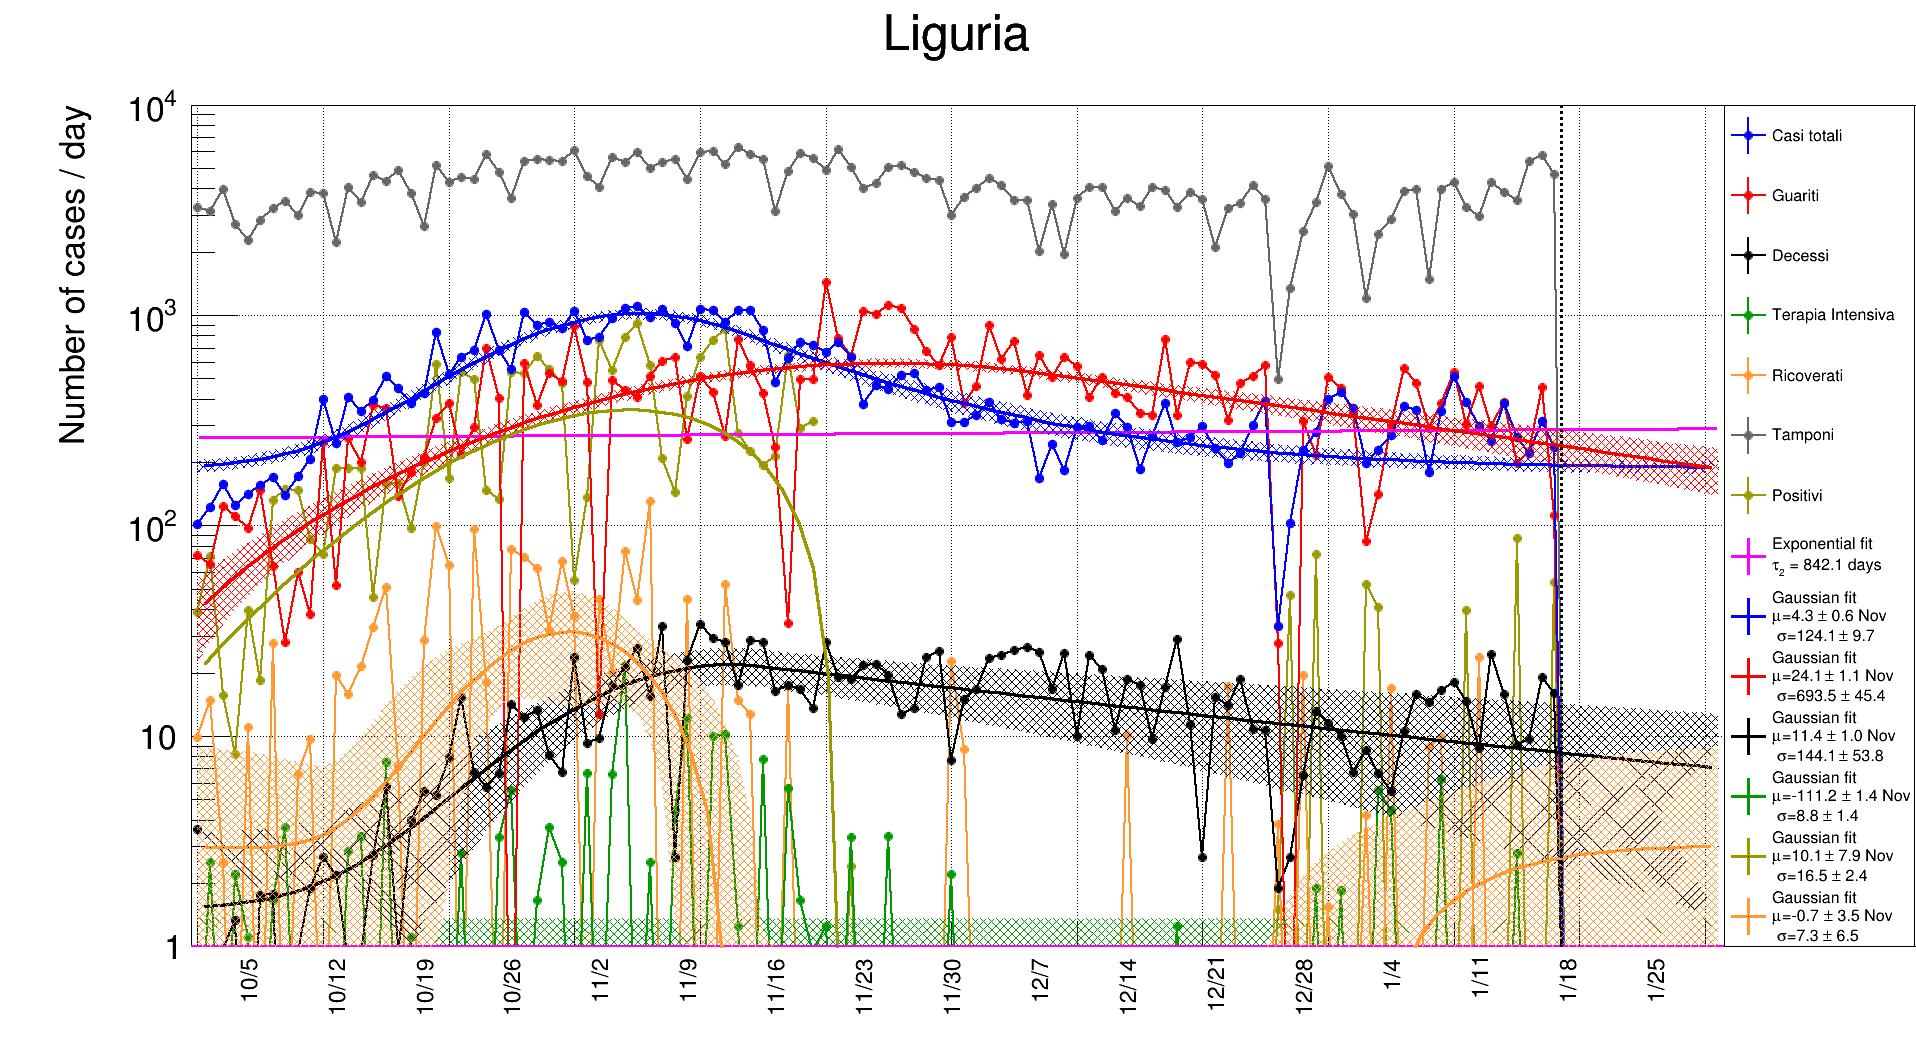 Liguria
Number of cases / day
10^4
10^3
10^2
10
1
10/5
10/12
10/19
10/26
11/2
11/9
11/16
11/23
11/30
12/7
12/14
12/21
12/28
1/4
1/11
1/18
1/25
Casi totali
Guariti
Decessi
Terapia Intensiva
Ricoverati
Tamponi
Positivi
Exponential fit
τ₂ = 842.1 days
Gaussian fit
μ=4.3 ± 0.6 Nov
σ=124.1 ± 9.7
Gaussian fit
μ=24.1 ± 1.1 Nov
σ=693.5 ± 45.4
Gaussian fit
μ=11.4 ± 1.0 Nov
σ=144.1 ± 53.8
Gaussian fit
μ=-111.2 ± 1.4 Nov
σ=8.8 ± 1.4
Gaussian fit
μ=10.1 ± 7.9 Nov
σ=16.5 ± 2.4
Gaussian fit
μ=-0.7 ± 3.5 Nov
σ=7.3 ± 6.5